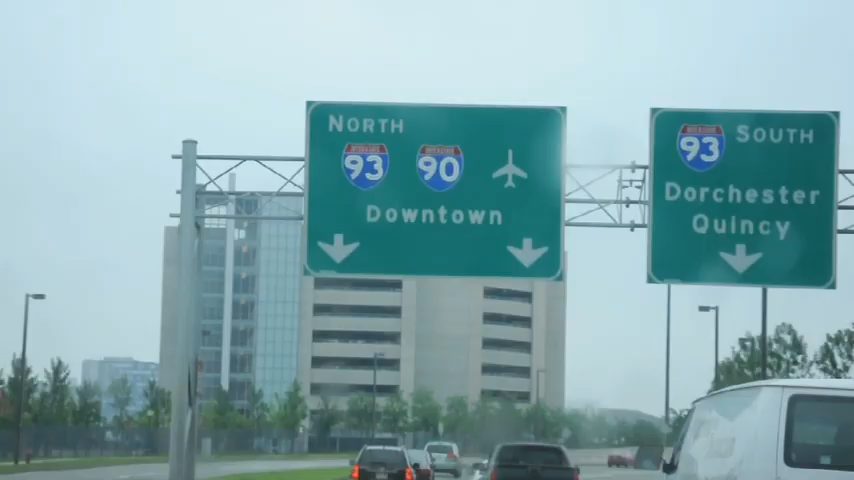 NORTH
93 90
Downtown
93 SOUTH
Dorchester
Quincy